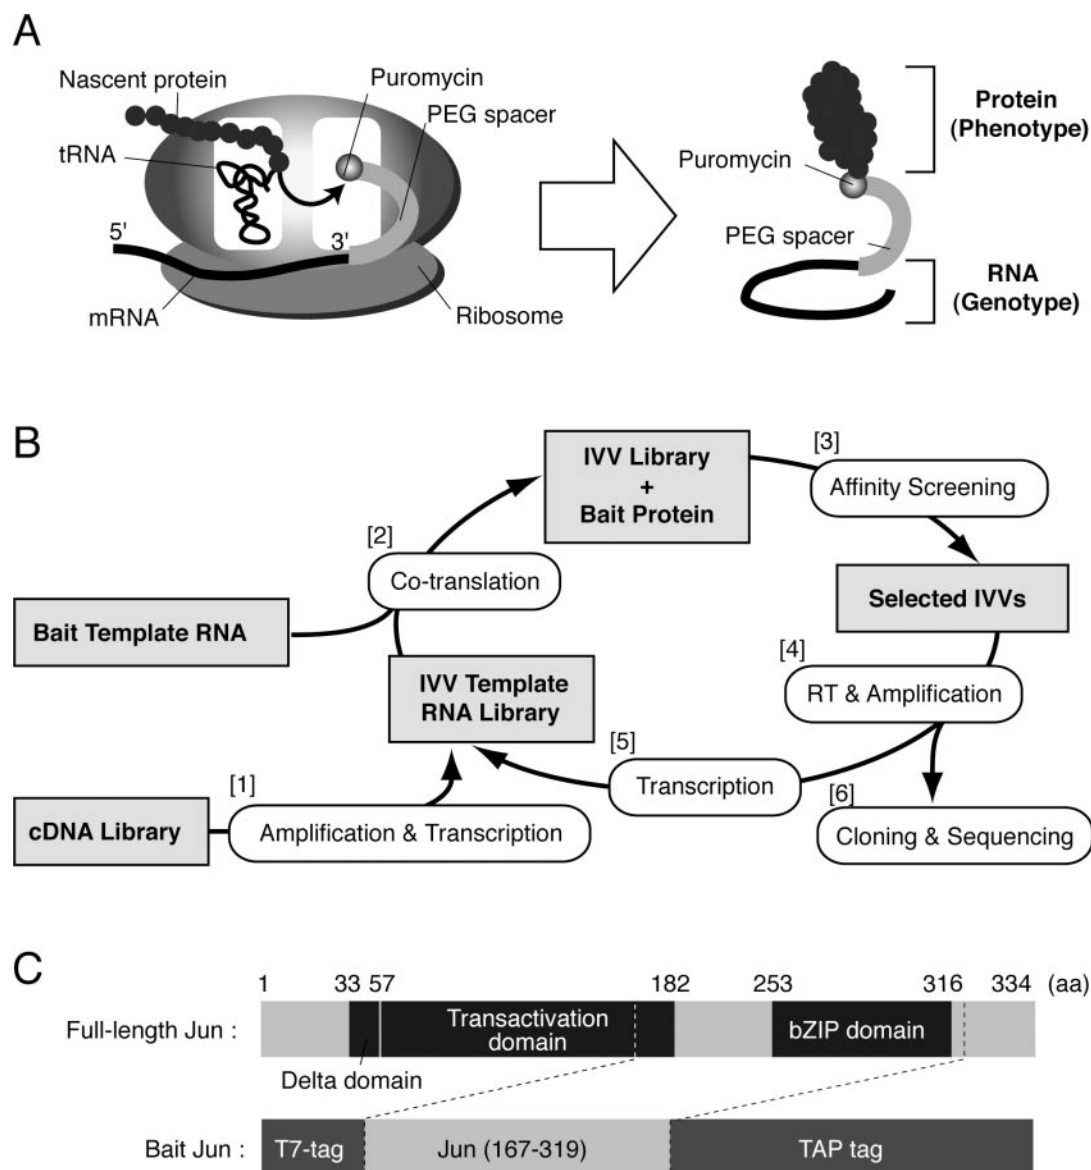 A
Nascent protein
Puromycin
PEG spacer
tRNA
5'
3'
mRNA
Ribosome
Protein
(Phenotype)
Puromycin
PEG spacer
RNA
(Genotype)
B
IVV Library
+
Bait Protein
[3]
Affinity Screening
[2]
Co-translation
Selected IVVs
Bait Template RNA
[4]
RT & Amplification
IVV Template
RNA Library
[5]
Transcription
[1]
Amplification & Transcription
cDNA Library
[6]
Cloning & Sequencing
C
1 33 57 182 253 316 334 (aa)
Full-length Jun :
Transactivation
domain
bZIP domain
Delta domain
Bait Jun :
T7-tag
Jun (167-319)
TAP tag